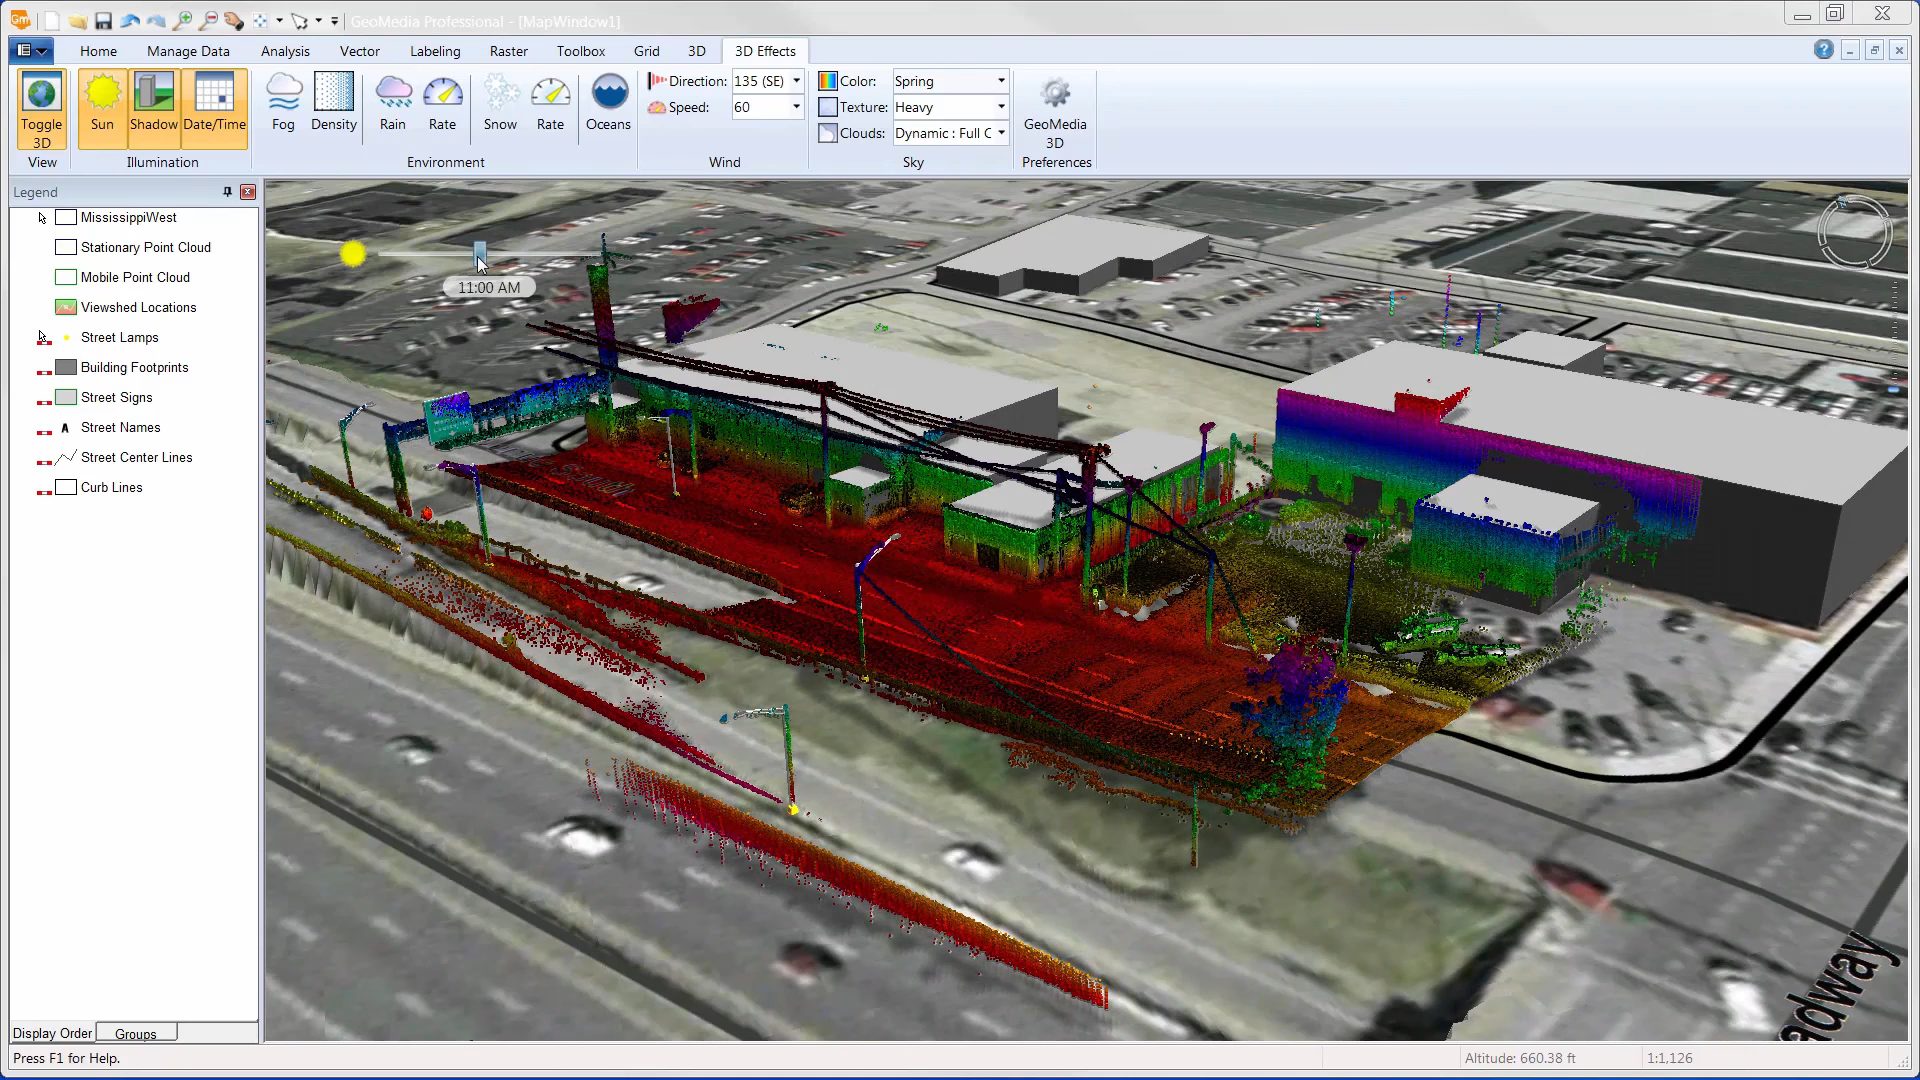 Gm GeoMedia Professional - [MapWindow1]
Home Manage Data Analysis Vector Labeling Raster Toolbox Grid 3D 3D Effects
Toggle 3D
View
Sun Shadow Date/Time
Illumination
Fog Density Rain Rate Snow Rate Oceans
Environment
Direction: 135 (SE)
Speed: 60
Wind
Color: Spring
Texture: Heavy
Clouds: Dynamic : Full C
Sky
GeoMedia 3D
Preferences
Legend
MississippiWest
Stationary Point Cloud
Mobile Point Cloud
Viewshed Locations
Street Lamps
Building Footprints
Street Signs
A Street Names
Street Center Lines
Curb Lines
11:00 AM
N
adway
Display Order Groups
Press F1 for Help.
Altitude: 660.38 ft 1:1,126